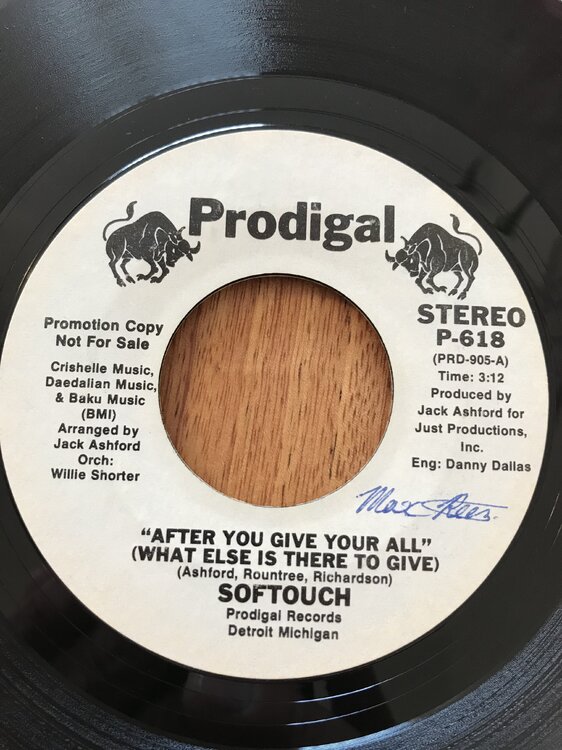 Prodigal
STEREO
P-618
(PRD-905-A)
Time: 3:12
Produced by
Jack Ashford for
Just Productions,
Inc.
Eng: Danny Dallas
Promotion Copy
Not For Sale
Crishelle Music,
Daedalian Music,
& Baku Music
(BMI)
Arranged by
Jack Ashford
Orch:
Willie Shorter
"AFTER YOU GIVE YOUR ALL"
(WHAT ELSE IS THERE TO GIVE)
(Ashford, Rountree, Richardson)
SOFTOUCH
Prodigal Records
Detroit Michigan